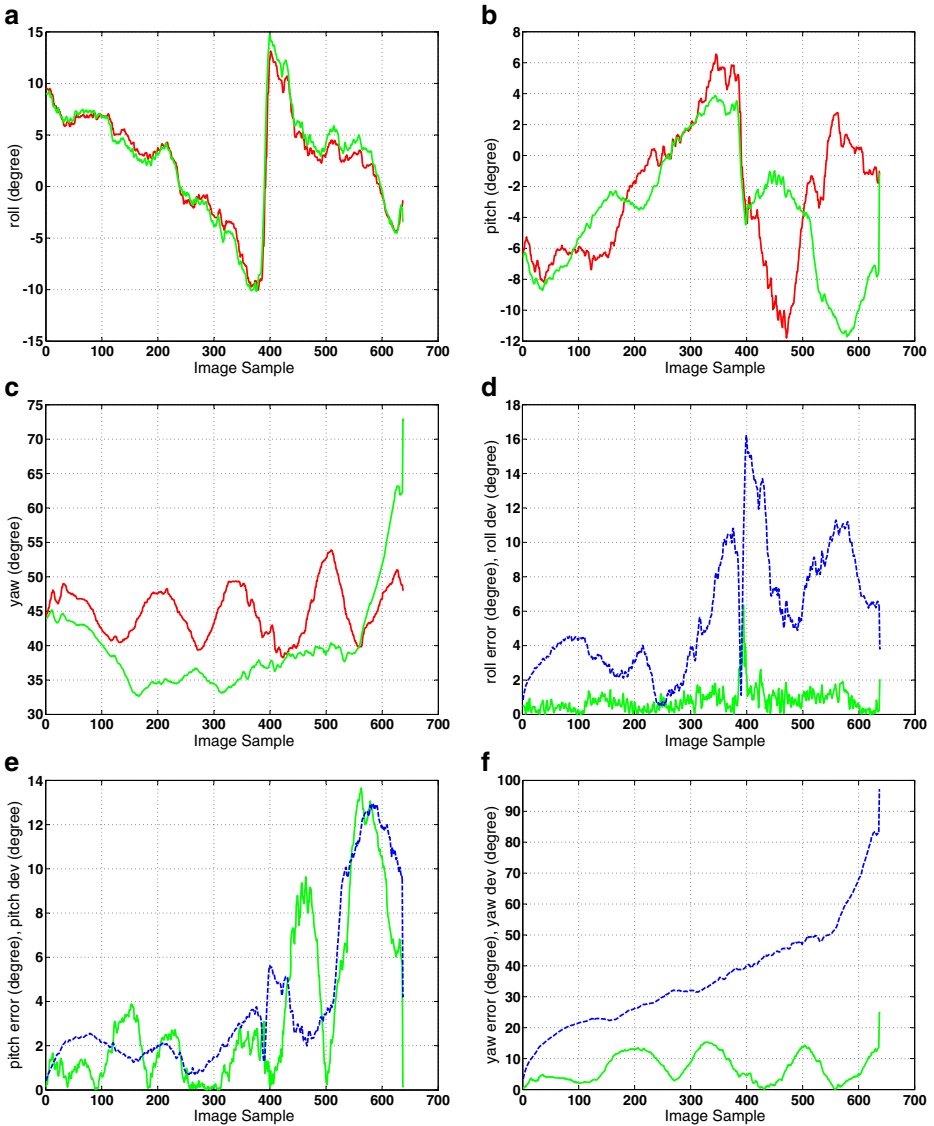 a
15
10
5
0
-5
-10
-15
roll (degree)
0 100 200 300 400 500 600 700
Image Sample
b
8
6
4
2
0
-2
-4
-6
-8
-10
-12
pitch (degree)
0 100 200 300 400 500 600 700
Image Sample
c
75
70
65
60
55
50
45
40
35
30
yaw (degree)
0 100 200 300 400 500 600 700
Image Sample
d
18
16
14
12
10
8
6
4
2
0
roll error (degree), roll dev (degree)
0 100 200 300 400 500 600 700
Image Sample
e
14
12
10
8
6
4
2
0
pitch error (degree), pitch dev (degree)
0 100 200 300 400 500 600 700
Image Sample
f
100
90
80
70
60
50
40
30
20
10
0
yaw error (degree), yaw dev (degree)
0 100 200 300 400 500 600 700
Image Sample